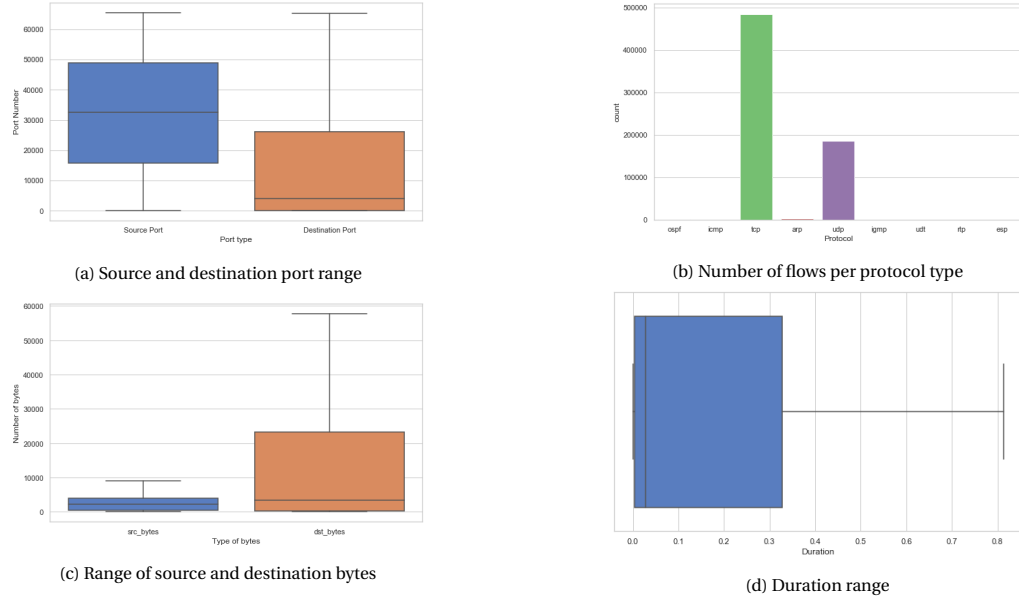 60000
50000
40000
30000
20000
10000
0
Port Number
Source Port
Destination Port
Port type
(a) Source and destination port range
500000
400000
300000
200000
100000
0
count
ospf
icmp
tcp
arp
udp
igmp
udt
rtp
esp
Protocol
(b) Number of flows per protocol type
60000
50000
40000
30000
20000
10000
0
Number of bytes
src_bytes
dst_bytes
Type of bytes
(c) Range of source and destination bytes
0.0
0.1
0.2
0.3
0.4
0.5
0.6
0.7
0.8
Duration
(d) Duration range